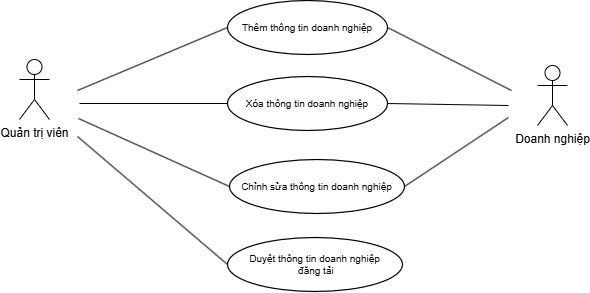 Thêm thông tin doanh nghiệp
Xóa thông tin doanh nghiệp
Quản trị viên
Doanh nghiệp
Chỉnh sửa thông tin doanh nghiệp
Duyệt thông tin doanh nghiệp
đăng tải